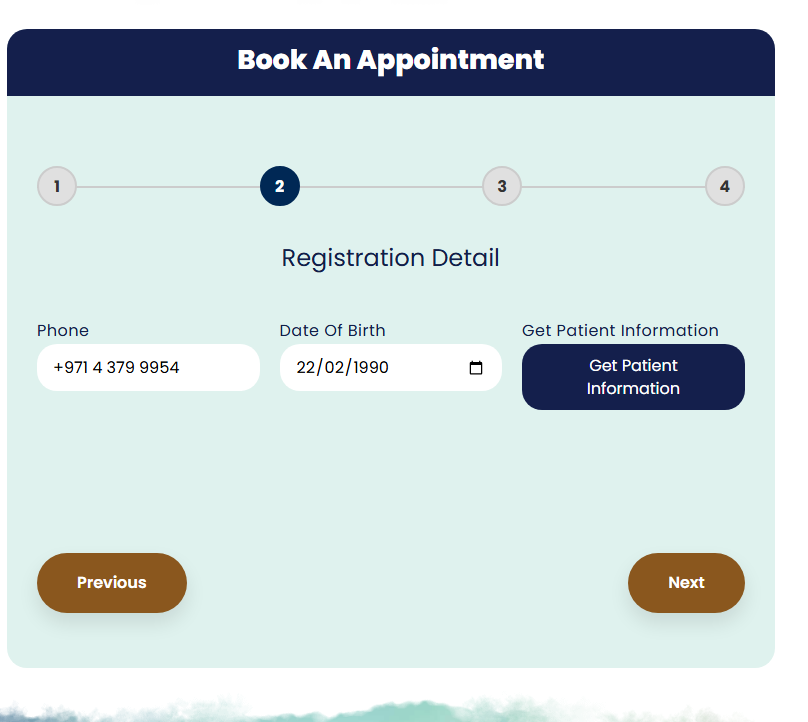 Book An Appointment
1
2
3
4
Registration Detail
Phone
Date Of Birth
Get Patient Information
+971 4 379 9954
22/02/1990
Get Patient
Information
Previous
Next